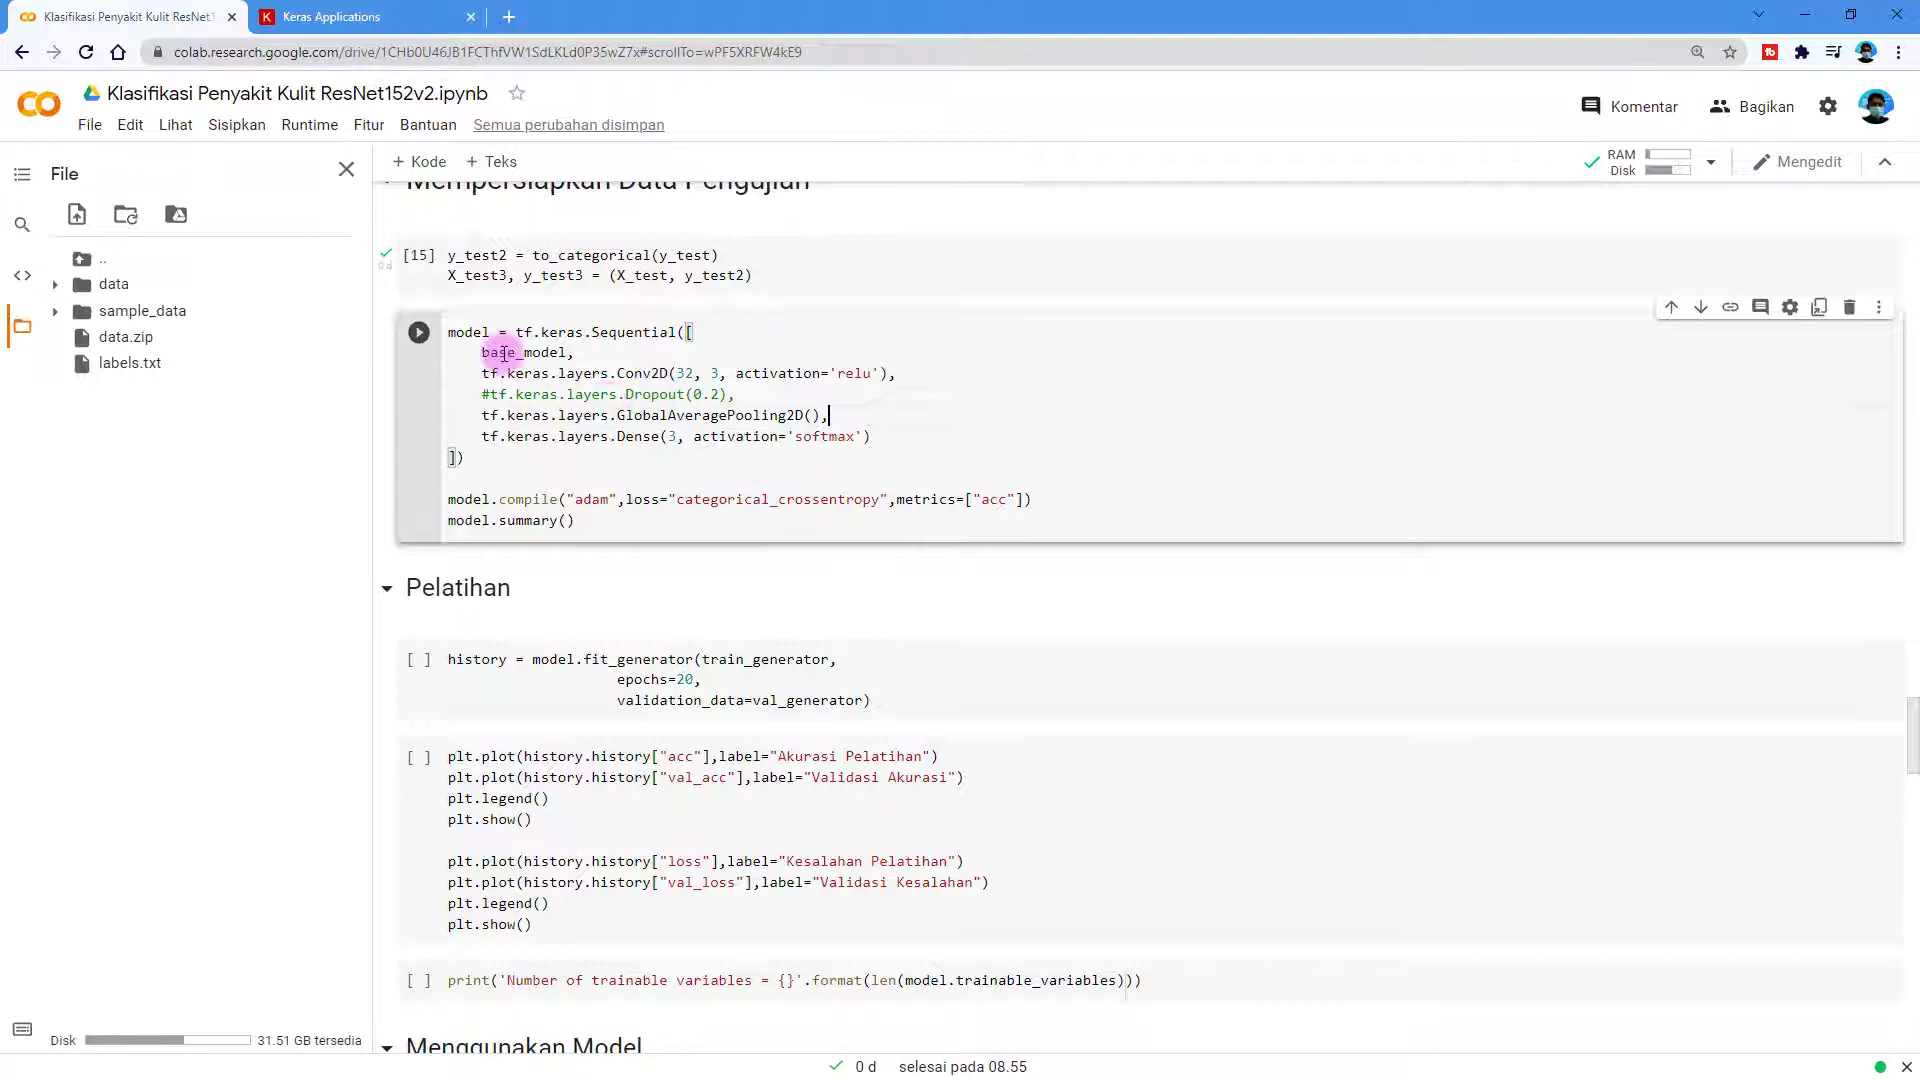 Klasifikasi Penyakit Kulit ResNet1
Keras Applications
colab.research.google.com/drive/1CHb0U46JB1FCThfVW1SdLKLd0P35wZ7x#scrollTo=wPF5XRFW4kE9
Klasifikasi Penyakit Kulit ResNet152v2.ipynb
File Edit Lihat Sisipkan Runtime Fitur Bantuan Semua perubahan disimpan
Komentar Bagikan
File
+ Kode + Teks
RAM
Disk
Mengedit
..
data
sample_data
data.zip
labels.txt
Mempersiapkan Data Pengujian
[15] y_test2 = to_categorical(y_test)
X_test3, y_test3 = (X_test, y_test2)
0 d
model = tf.keras.Sequential([
base_model,
tf.keras.layers.Conv2D(32, 3, activation='relu'),
#tf.keras.layers.Dropout(0.2),
tf.keras.layers.GlobalAveragePooling2D(),
tf.keras.layers.Dense(3, activation='softmax')
])
model.compile("adam",loss="categorical_crossentropy",metrics=["acc"])
model.summary()
Pelatihan
[ ] history = model.fit_generator(train_generator,
epochs=20,
validation_data=val_generator)
[ ] plt.plot(history.history["acc"],label="Akurasi Pelatihan")
plt.plot(history.history["val_acc"],label="Validasi Akurasi")
plt.legend()
plt.show()
plt.plot(history.history["loss"],label="Kesalahan Pelatihan")
plt.plot(history.history["val_loss"],label="Validasi Kesalahan")
plt.legend()
plt.show()
[ ] print('Number of trainable variables = {}'.format(len(model.trainable_variables)))
Menggunakan Model
Disk 31.51 GB tersedia
0 d selesai pada 08.55